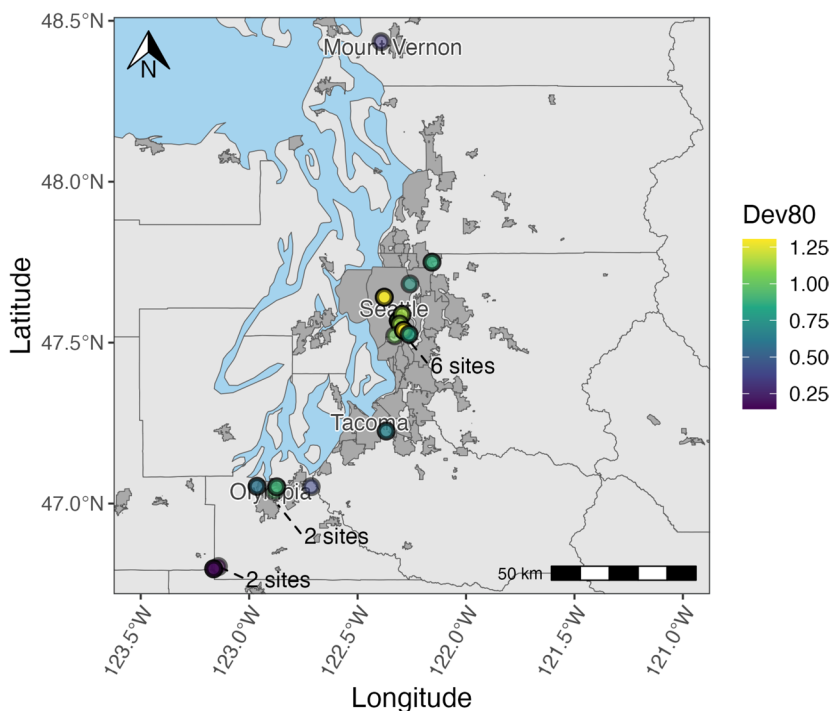 48.5°N
48.0°N
47.5°N
47.0°N
Latitude
N
Mount Vernon
Seattle
6 sites
Tacoma
Olympia
2 sites
2 sites
50 km
123.5°W
123.0°W
122.5°W
122.0°W
121.5°W
121.0°W
Longitude
Dev80
1.25
1.00
0.75
0.50
0.25